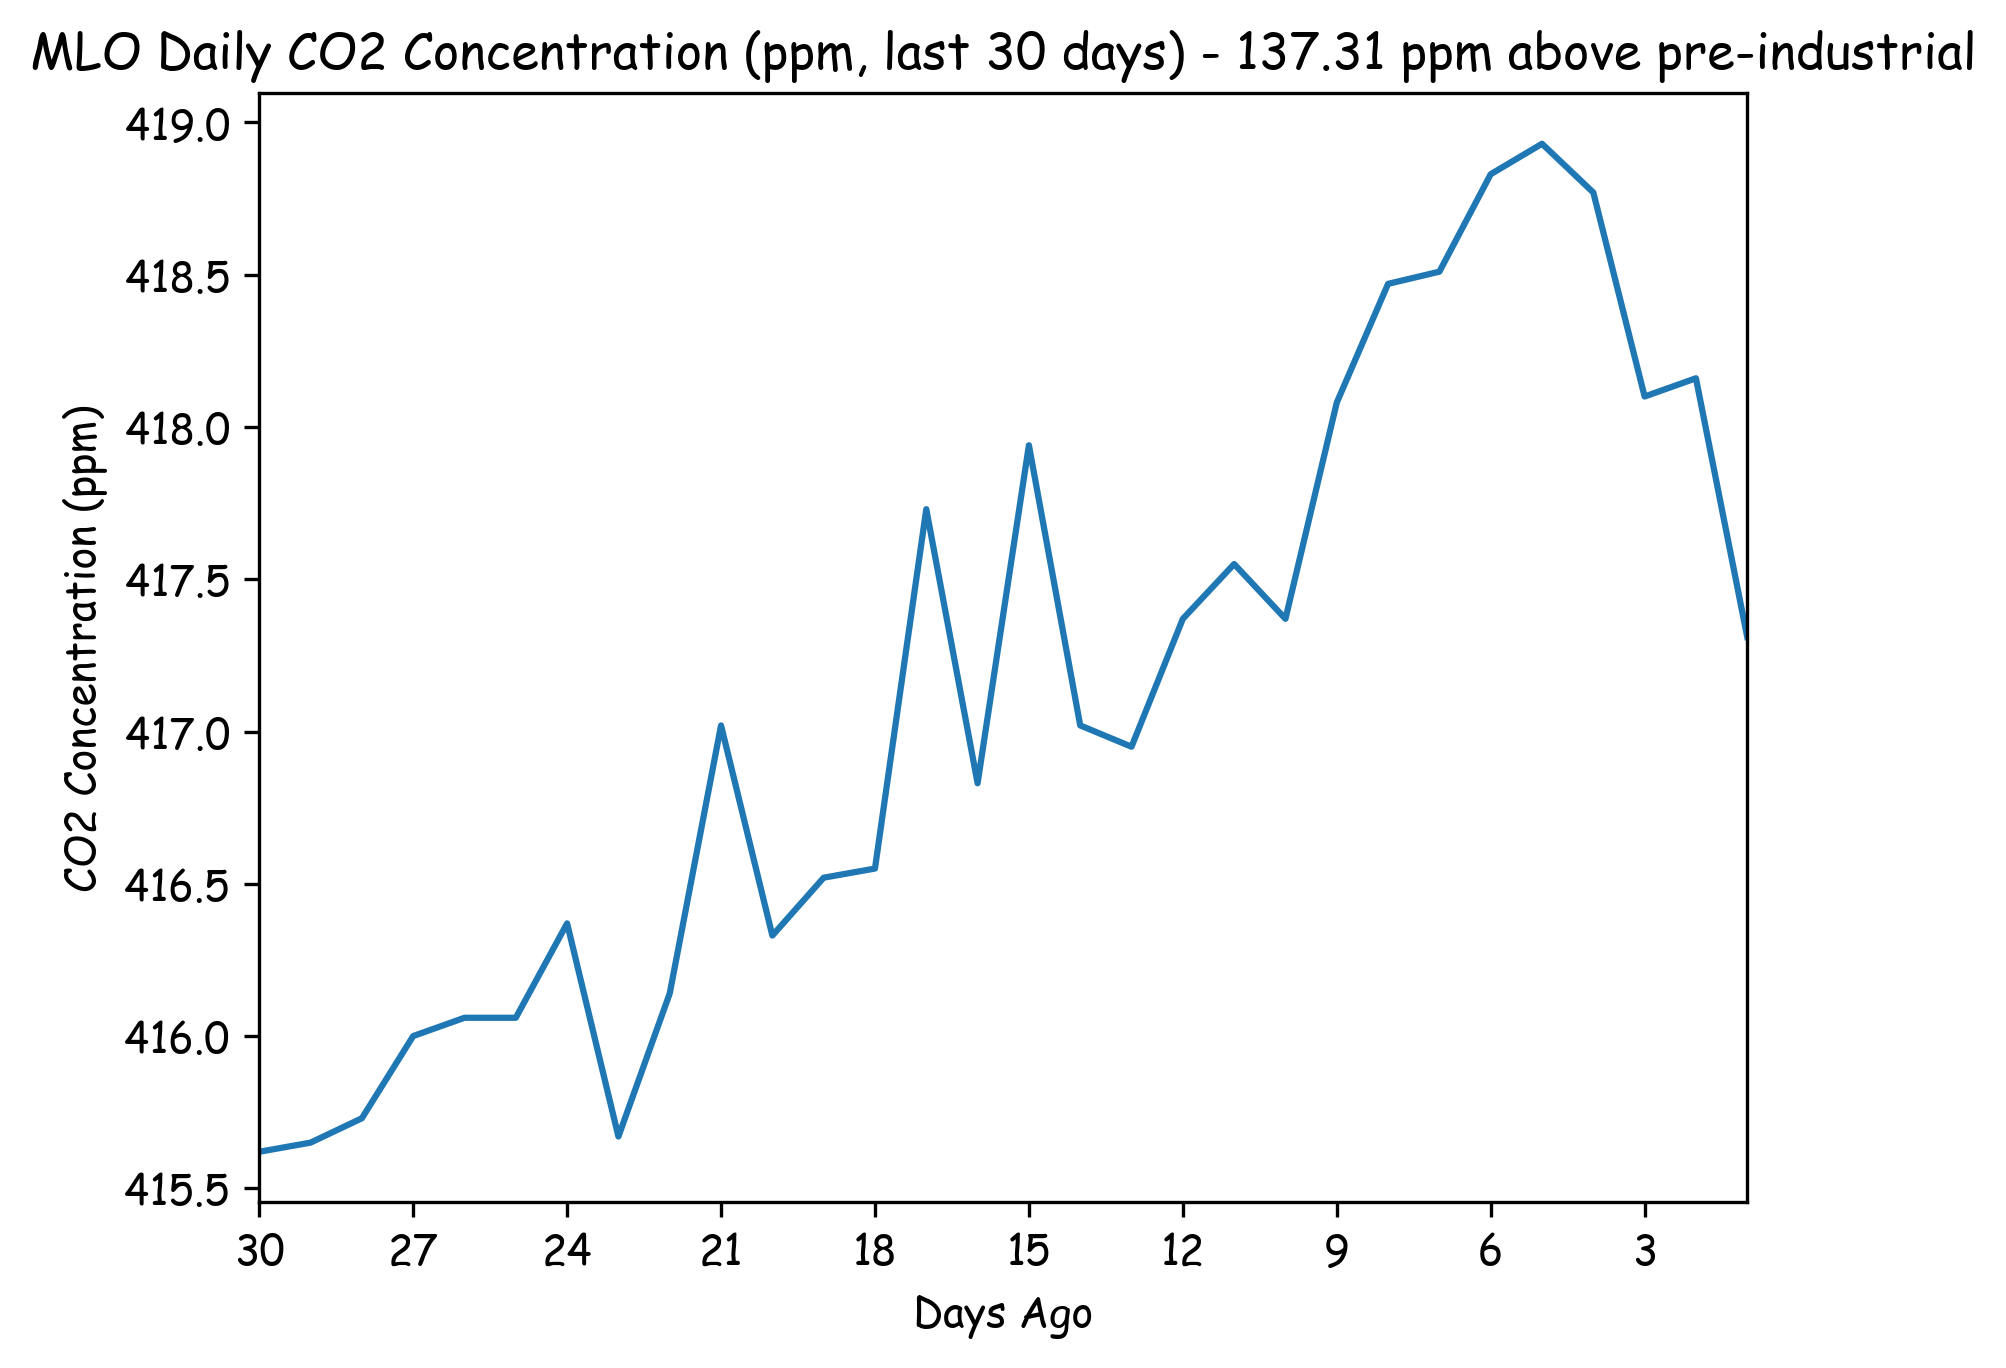 MLO Daily CO2 Concentration (ppm, last 30 days) - 137.31 ppm above pre-industrial
419.0
418.5
418.0
417.5
417.0
416.5
416.0
415.5
CO2 Concentration (ppm)
30 27 24 21 18 15 12 9 6 3
Days Ago